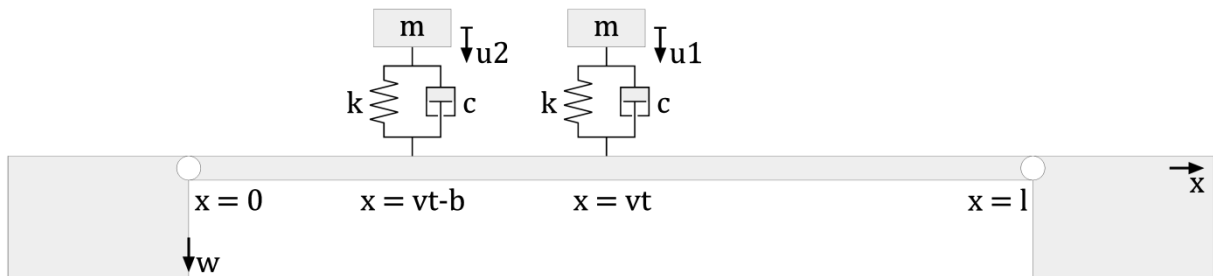 m
m
u2
u1
k
c
k
c
x = 0
x = vt-b
x = vt
x = l
x
w